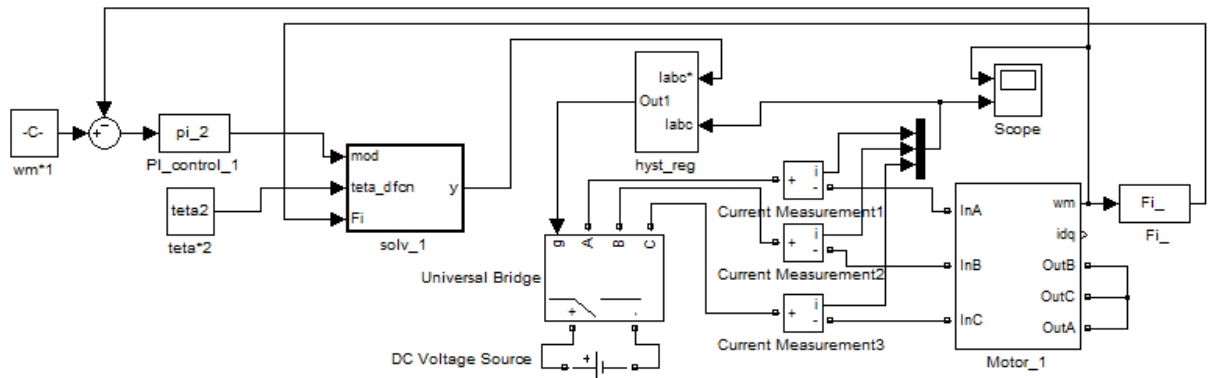 -C-
wm*1
pi_2
PI_control_1
teta2
teta*2
mod
teta_dfcn
Fi
y
solv_1
Iabc*
Out1
Iabc
hyst_reg
Scope
g
A
B
C
+
-
Universal Bridge
+
DC Voltage Source
+
i
-
Current Measurement1
+
i
-
Current Measurement2
+
i
-
Current Measurement3
InA
InB
InC
wm
idq
OutB
OutC
OutA
Motor_1
Fi_
Fi_